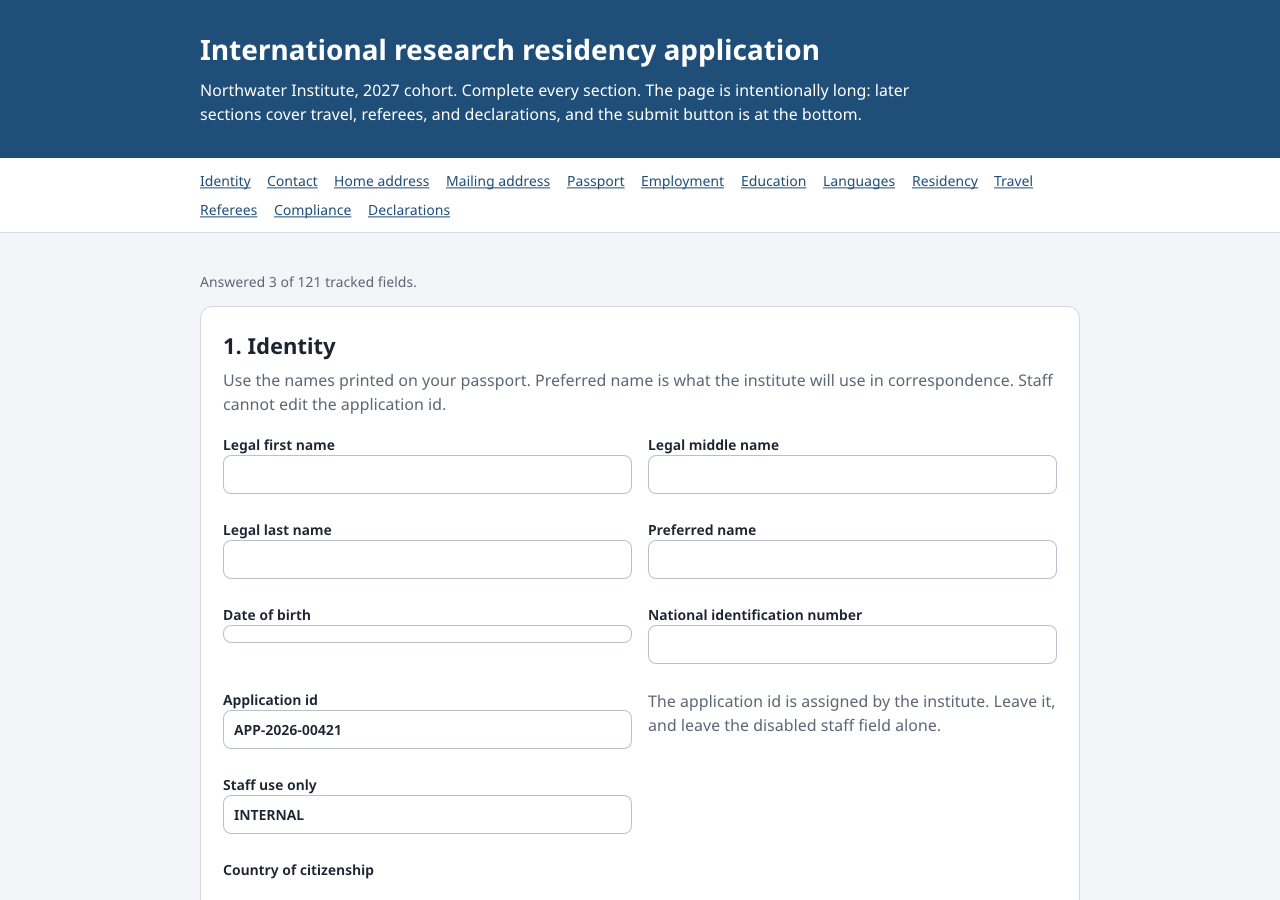 International research residency application
Northwater Institute, 2027 cohort. Complete every section. The page is intentionally long: later
sections cover travel, referees, and declarations, and the submit button is at the bottom.
Identity Contact Home address Mailing address Passport Employment Education Languages Residency Travel
Referees Compliance Declarations
Answered 3 of 121 tracked fields.
1. Identity
Use the names printed on your passport. Preferred name is what the institute will use in correspondence. Staff
cannot edit the application id.
Legal first name
Legal middle name
Legal last name
Preferred name
Date of birth
National identification number
Application id
APP-2026-00421
The application id is assigned by the institute. Leave it,
and leave the disabled staff field alone.
Staff use only
INTERNAL
Country of citizenship